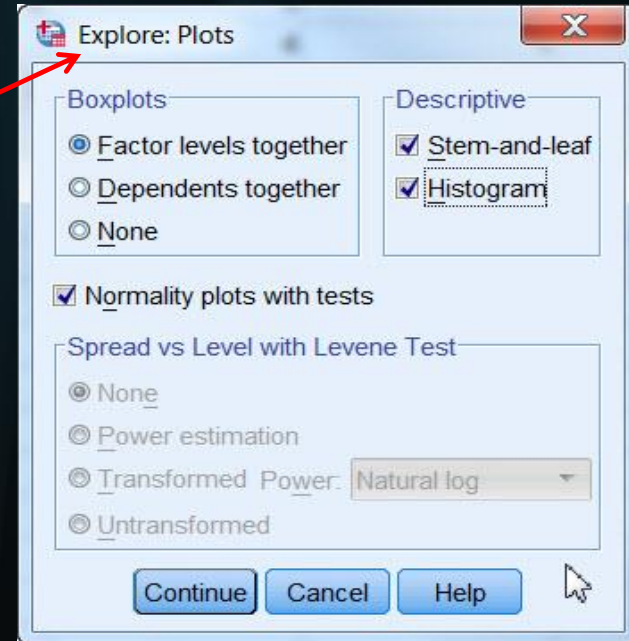 Explore: Plots
Boxplots
Factor levels together
Dependents together
None
Descriptive
Stem-and-leaf
Histogram
Normality plots with tests
Spread vs Level with Levene Test
None
Power estimation
Transformed Power: Natural log
Untransformed
Continue Cancel Help